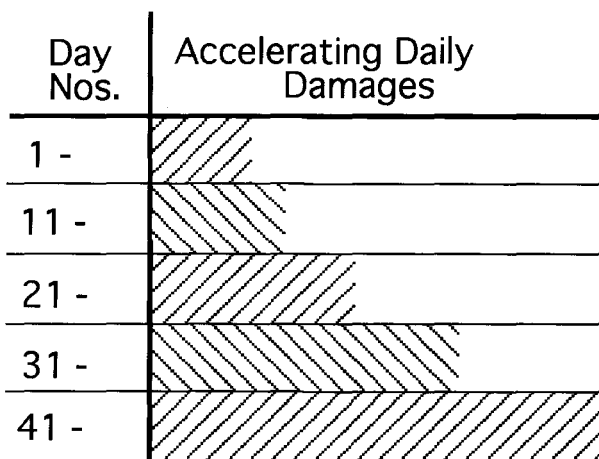 Day
Nos.
Accelerating Daily
Damages
1 -
11 -
21 -
31 -
41 -